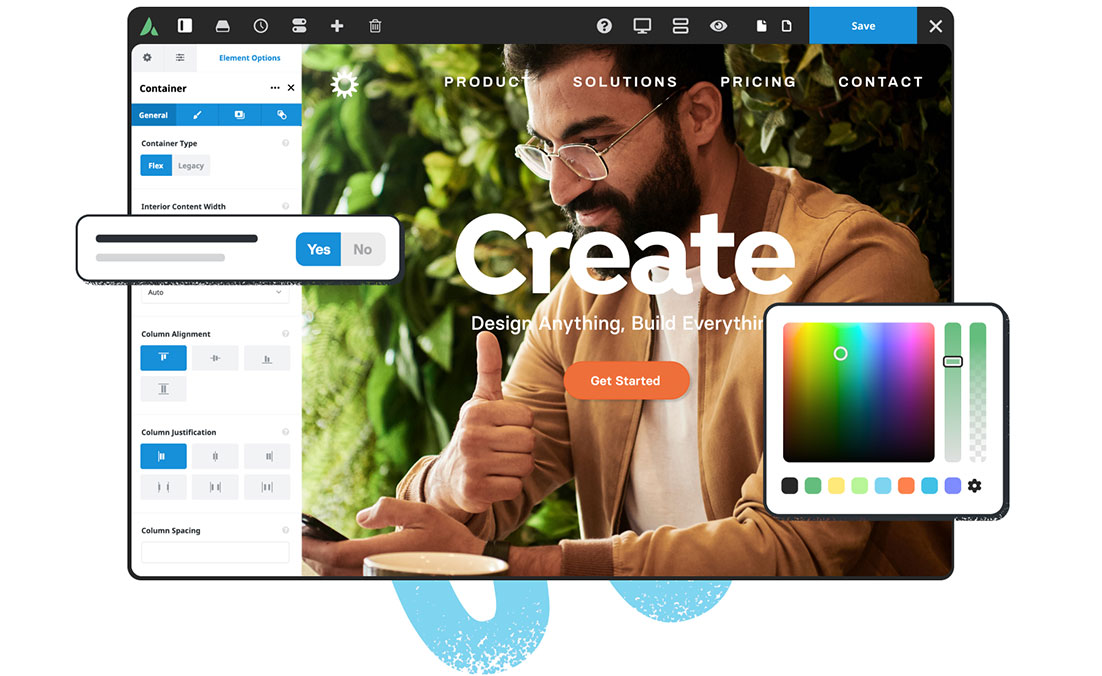 Save
Element Options
Container
General
Container Type
Flex Legacy
Interior Content Width
Yes No
Auto
Column Alignment
Column Justification
Column Spacing
PRODUCT SOLUTIONS PRICING CONTACT
Create
Design Anything, Build Everythin
Get Started